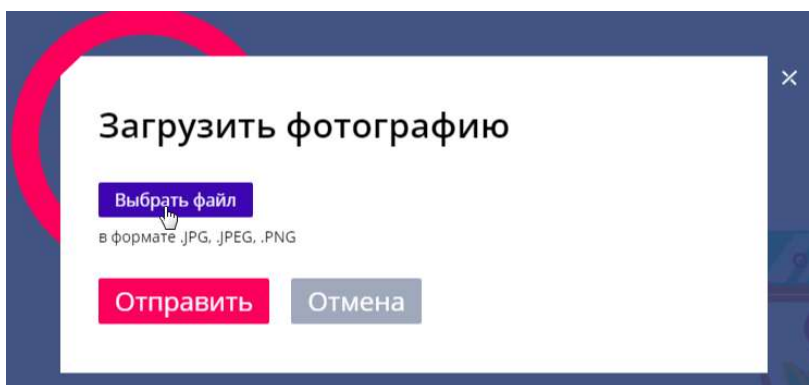 Загрузить фотографию
Выбрать файл
в формате .JPG, .JPEG, .PNG
Отправить
Отмена